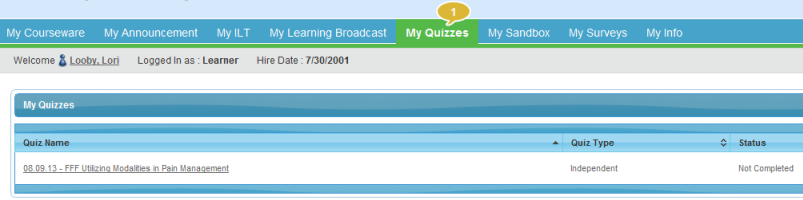 1
My Courseware My Announcement My ILT My Learning Broadcast My Quizzes My Sandbox My Surveys My Info
Welcome Looby, Lori Logged In as : Learner Hire Date : 7/30/2001
My Quizzes
Quiz Name Quiz Type Status
08.09.13 - FFF Utilizing Modalities in Pain Management Independent Not Completed